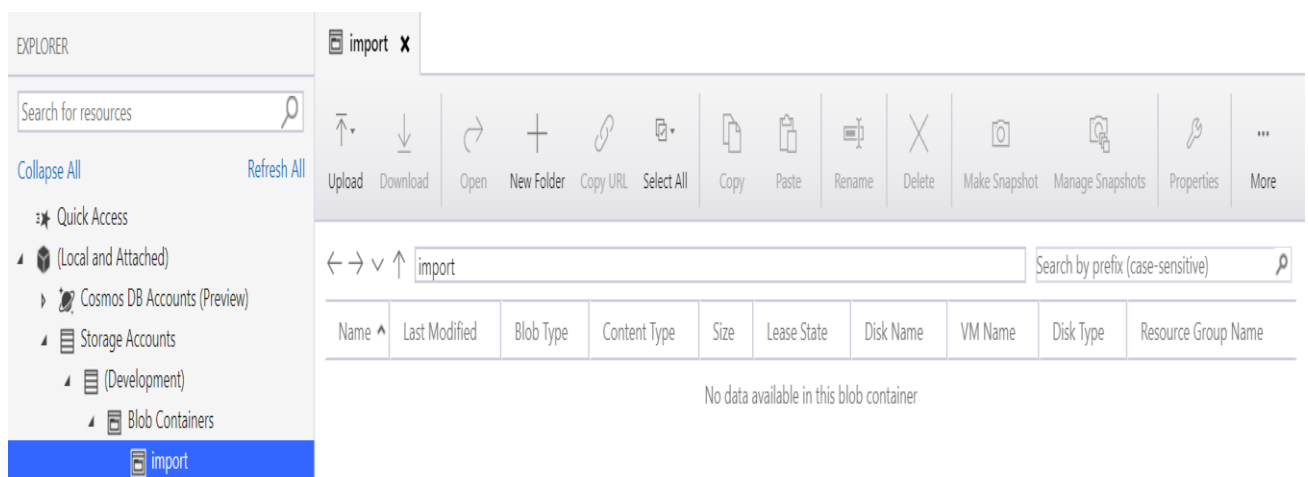 EXPLORER
Search for resources
Collapse All Refresh All
Quick Access
(Local and Attached)
Cosmos DB Accounts (Preview)
Storage Accounts
(Development)
Blob Containers
import
import
Upload Download Open New Folder Copy URL Select All Copy Paste Rename Delete Make Snapshot Manage Snapshots Properties More
import Search by prefix (case-sensitive)
Name Last Modified Blob Type Content Type Size Lease State Disk Name VM Name Disk Type Resource Group Name
No data available in this blob container